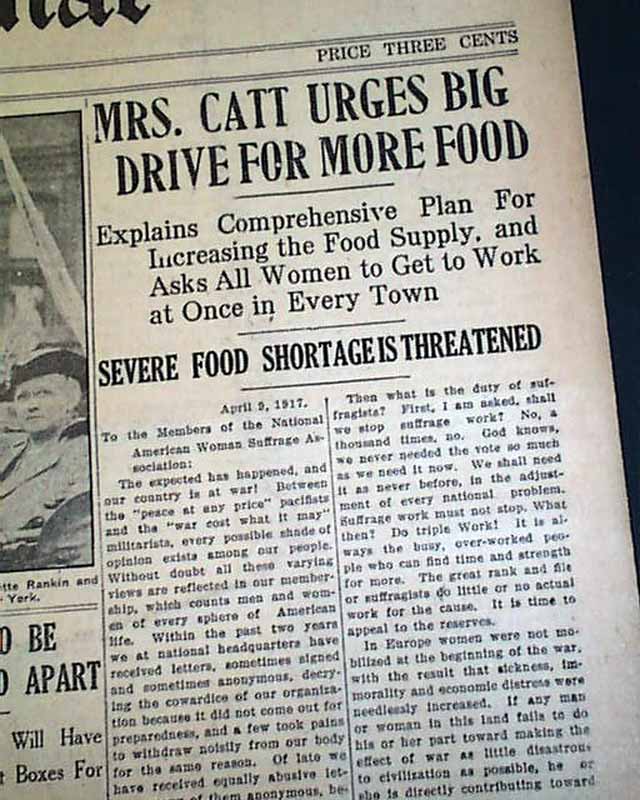 PRICE THREE CENTS
MRS. CATT URGES BIG
DRIVE FOR MORE FOOD
Explains Comprehensive Plan For
Increasing the Food Supply, and
Asks All Women to Get to Work
at Once in Every Town
SEVERE FOOD SHORTAGE IS THREATENED
April 9, 1917.
To the Members of the National
American Woman Suffrage As-
sociation:
The expected has happened, and
our country is at war! Between
the "peace at any price" pacifists
and the "war cost what it may"
militarists, every possible shade of
opinion exists among our people.
Without doubt all these varying
views are reflected in our member-
ship, which counts men and wom-
en of every sphere of American
life. Within the past two years
we at national headquarters have
received letters, sometimes signed
and sometimes anonymous, decry-
ing the cowardice of our organiza-
tion because it did not come out for
preparedness, and a few took pains
to withdraw noisily from our body
for the same reason. Of late we
have received equally abusive let-
of them anonymous, be-
Then what is the duty of suf-
fragists? First, I am asked, shall
we stop suffrage work? No, a
thousand times, no. God knows,
we never needed the vote so much
as we need it now. We shall need
it as never before, in the adjust-
ment of every national problem.
Suffrage work must not stop. What
then? Do triple Work! It is al-
ways the busy, over-worked peo-
ple who can find time and strength
for more. The great rank and file
or suffragists do little or no actual
work for the cause. It is time to
appeal to the reserves.
In Europe women were not mo-
bilized at the beginning of the war,
with the result that sickness, im-
morality and economic distress were
needlessly increased. If any man
or woman in this land fails to do
his or her part toward making the
effect of war as little disastrous
to civilization as possible, he or
she is directly contributing toward
tte Rankin and
York.
O BE
D APART
Will Have
t Boxes For